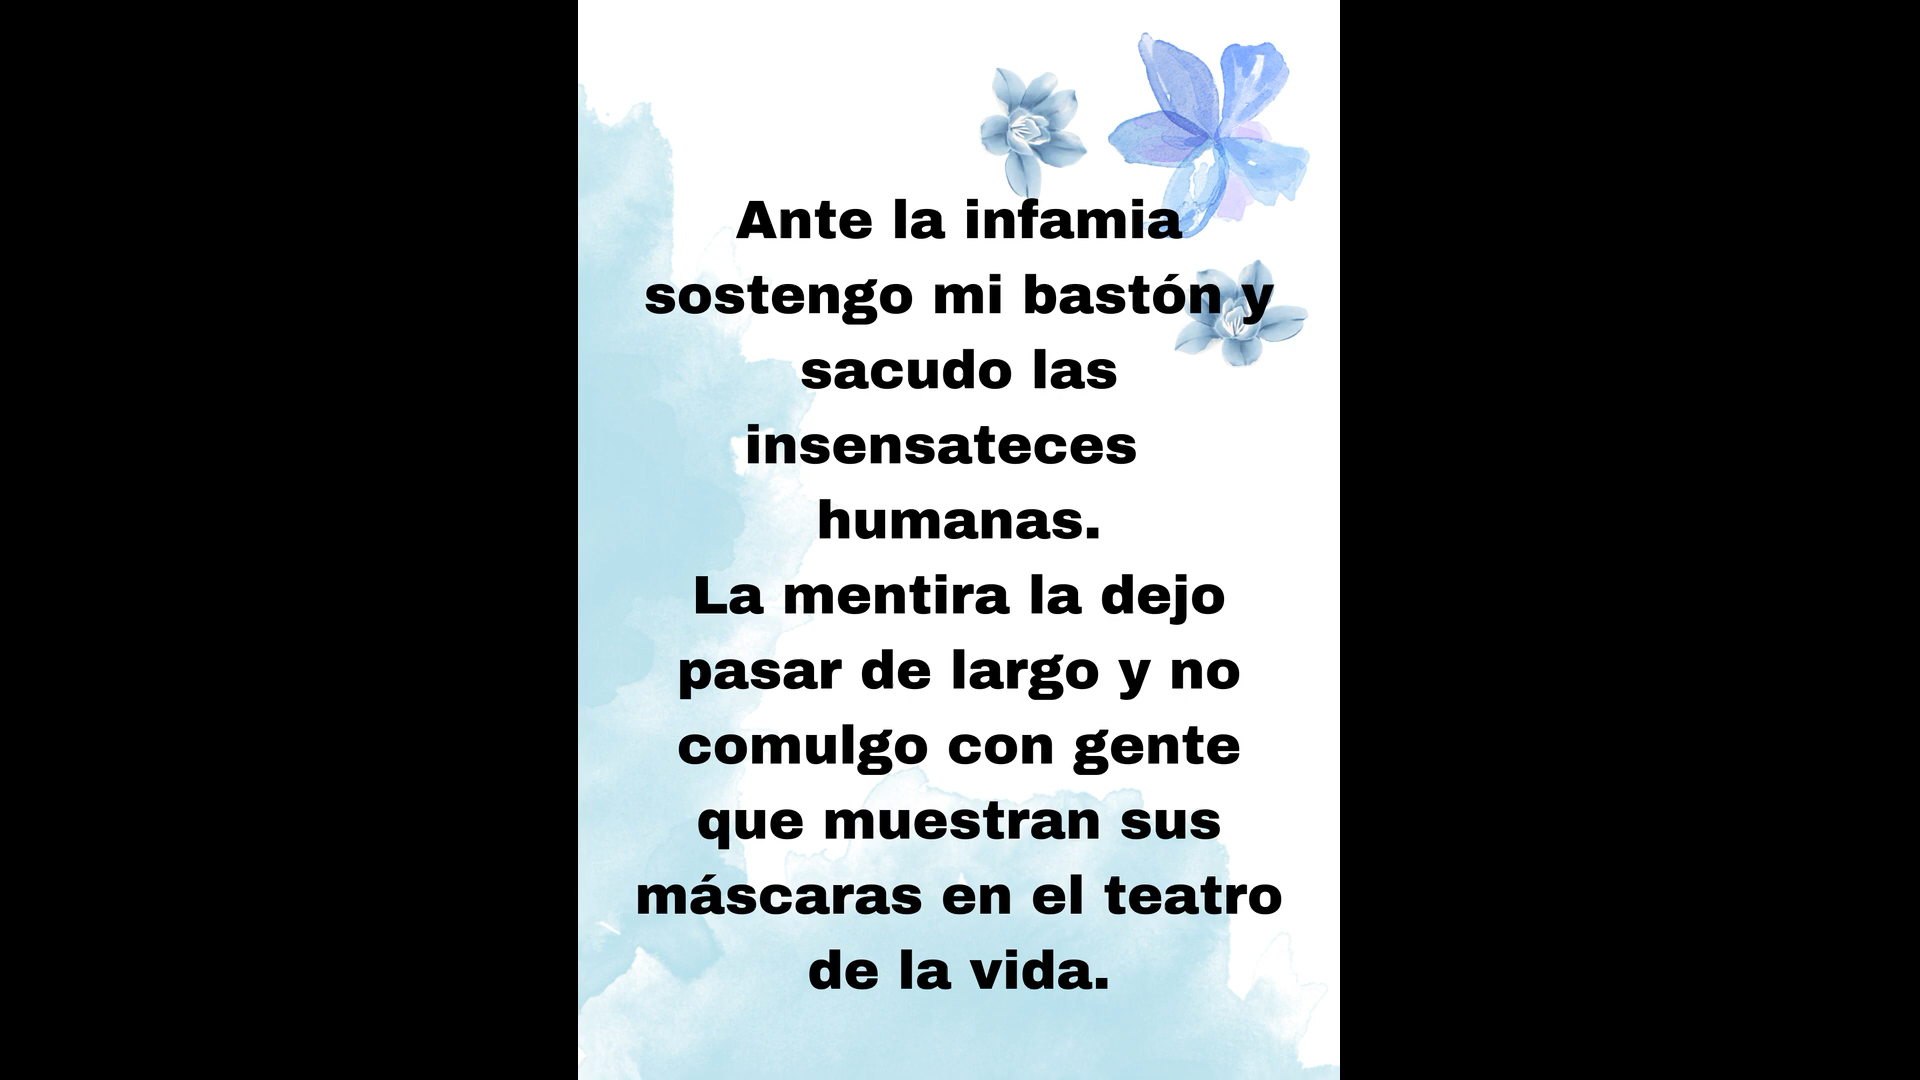 Ante la infamia
sostengo mi bastón y
sacudo las
insensateces
humanas.
La mentira la dejo
pasar de largo y no
comulgo con gente
que muestran sus
máscaras en el teatro
de la vida.